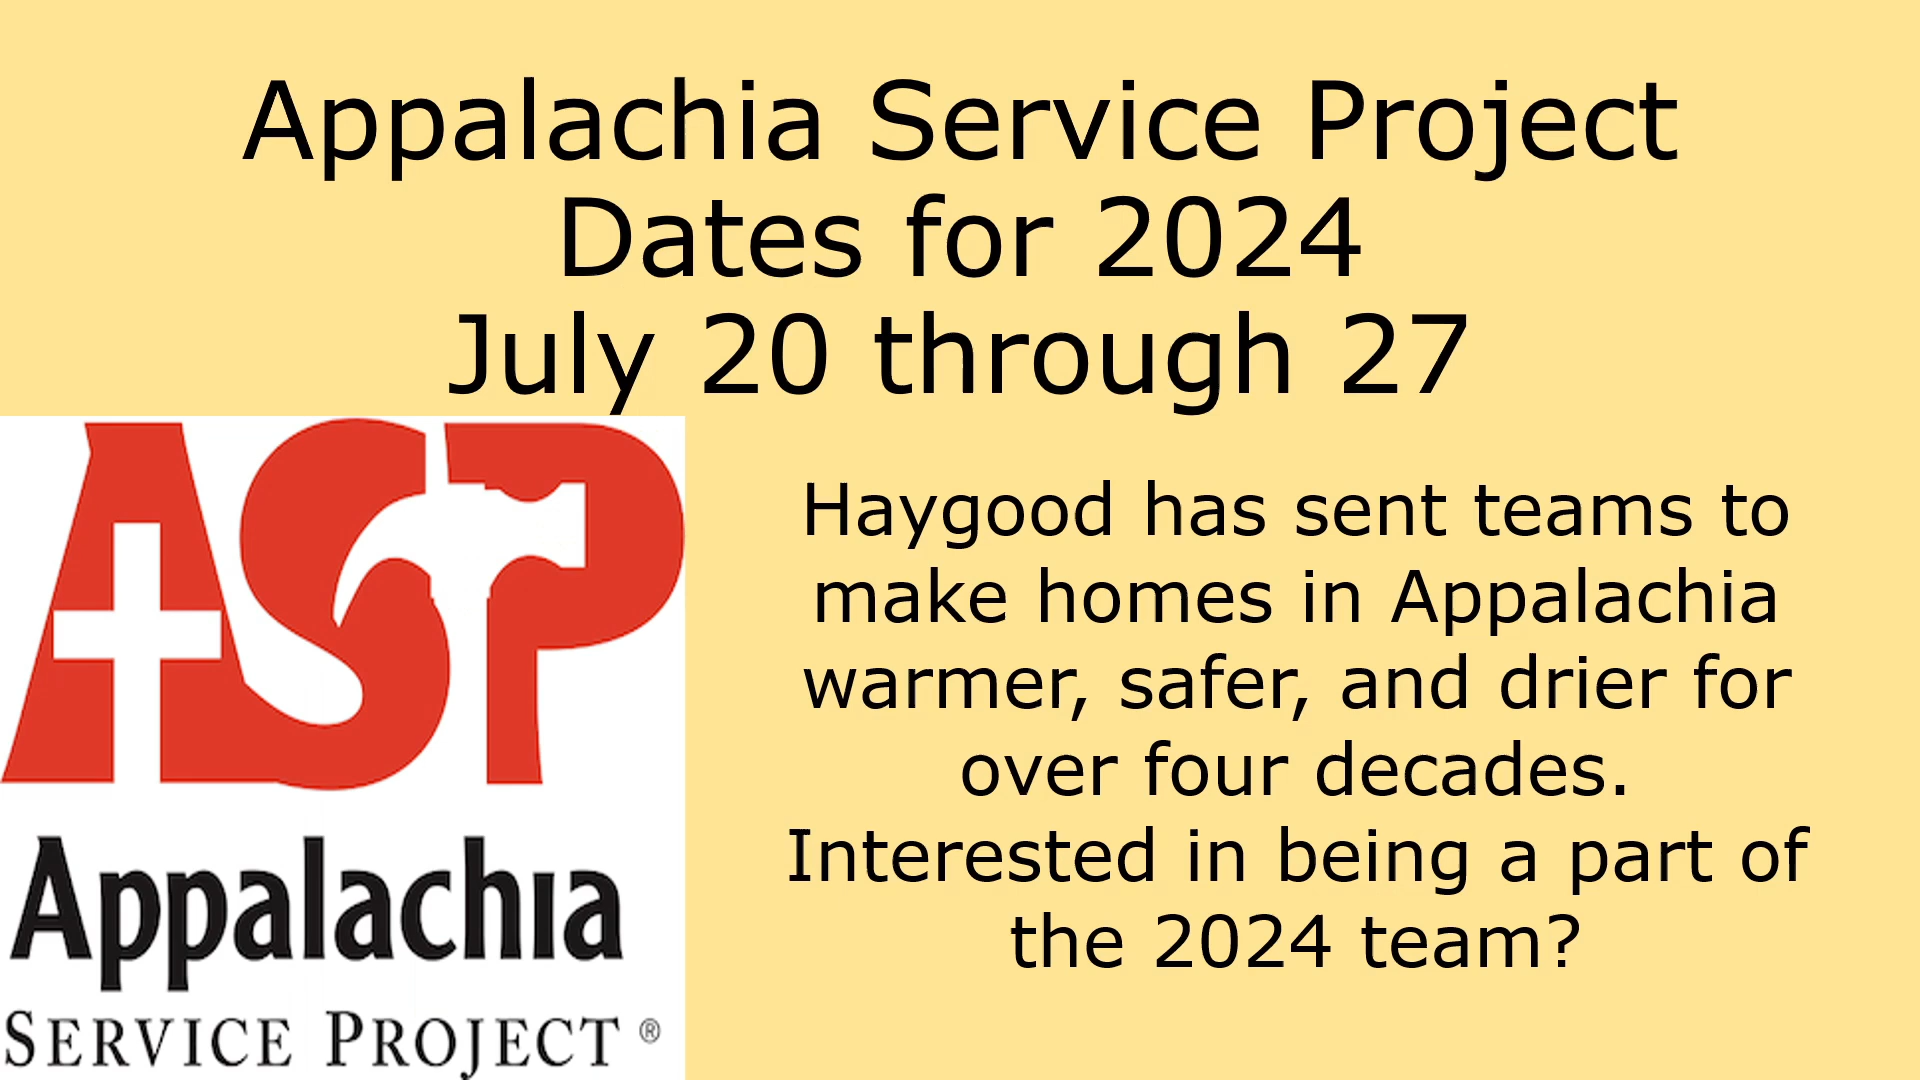 Appalachia Service Project
Dates for 2024
July 20 through 27
ASP
Appalachia
SERVICE PROJECT ®
Haygood has sent teams to
make homes in Appalachia
warmer, safer, and drier for
over four decades.
Interested in being a part of
the 2024 team?